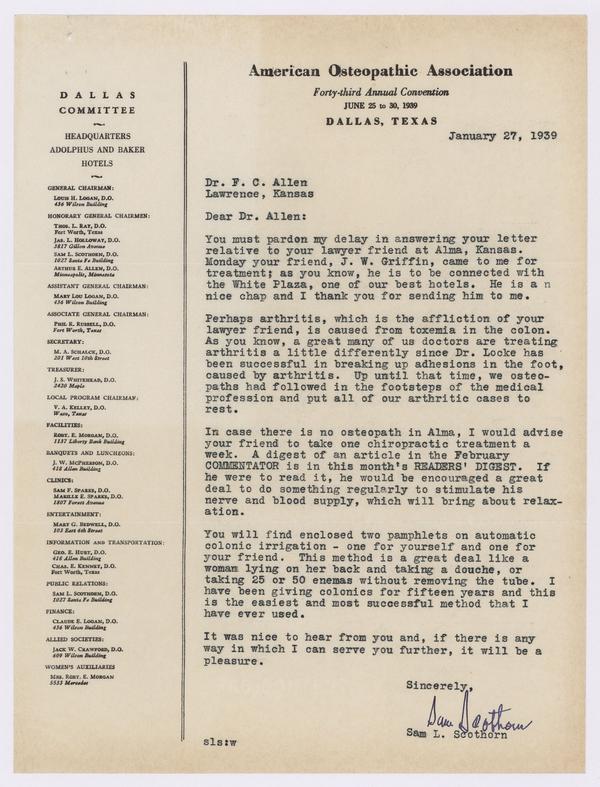 American Osteopathic Association
Forty-third Annual Convention
JUNE 25 to 30, 1939
DALLAS, TEXAS
January 27, 1939
DALLAS
COMMITTEE
HEADQUARTERS
ADOLPHUS AND BAKER
HOTELS
GENERAL CHAIRMAN:
LOUIS H. LOGAN, D.O.
436 Wilson Building
HONORARY GENERAL CHAIRMEN:
THOS. L. RAY, D.O.
Fort Worth, Texas
JAS. L. HOLLOWAY, D.O.
3817 Gillon Avenue
SAM L. SCOTHORN, D.O.
1027 Santa Fe Building
ARTHUR E. ALLEN, D.O.
Minneapolis, Minnesota
ASSISTANT GENERAL CHAIRMAN:
MARY LOU LOGAN, D.O.
436 Wilson Building
ASSOCIATE GENERAL CHAIRMAN:
PHIL R. RUSSELL, D.O.
Fort Worth, Texas
SECRETARY:
M. A. SCHALCK, D.O.
201 West 10th Street
TREASURER:
J. S. WHITEHEAD, D.O.
2420 Maple
LOCAL PROGRAM CHAIRMAN:
V. A. KELLEY, D.O.
Waco, Texas
FACILITIES:
ROBT. E. MORGAN, D.O.
1137 Liberty Bank Building
BANQUETS AND LUNCHEONS:
J. W. MCPHERSON, D.O.
418 Allen Building
CLINICS:
SAM F. SPARKS, D.O.
MARILLE E. SPARKS, D.O.
1807 Forest Avenue
ENTERTAINMENT:
MARY G. BEDWELL, D.O.
103 East 6th Street
INFORMATION AND TRANSPORTATION:
GEO. E. HURT, D.O.
416 Allen Building
CHAS. E. KENNEY, D.O.
Fort Worth, Texas
PUBLIC RELATIONS:
SAM L. SCOTHORN, D.O.
1027 Santa Fe Building
FINANCE:
CLAUDE E. LOGAN, D.O.
436 Wilson Building
ALLIED SOCIETIES:
JACK W. CRAWFORD, D.O.
609 Wilson Building
WOMEN'S AUXILIARIES
MRS. ROBT. E. MORGAN
5535 Mercedes
Dr. F. C. Allen
Lawrence, Kansas
Dear Dr. Allen:
You must pardon my delay in answering your letter
relative to your lawyer friend at Alma, Kansas.
Monday your friend, J. W. Griffin, came to me for
treatment; as you know, he is to be connected with
the White Plaza, one of our best hotels. He is a n
nice chap and I thank you for sending him to me.
Perhaps arthritis, which is the affliction of your
lawyer friend, is caused from toxemia in the colon.
As you know, a great many of us doctors are treating
arthritis a little differently since Dr. Locke has
been successful in breaking up adhesions in the foot,
caused by arthritis. Up until that time, we osteo-
paths had followed in the footsteps of the medical
profession and put all of our arthritic cases to
rest.
In case there is no osteopath in Alma, I would advise
your friend to take one chiropractic treatment a
week. A digest of an article in the February
COMMENTATOR is in this month's READERS' DIGEST. If
he were to read it, he would be encouraged a great
deal to do something regularly to stimulate his
nerve and blood supply, which will bring about relax-
ation.
You will find enclosed two pamphlets on automatic
colonic irrigation - one for yourself and one for
your friend. This method is a great deal like a
womam lying on her back and taking a douche, or
taking 25 or 50 enemas without removing the tube. I
have been giving colonics for fifteen years and this
is the easiest and most successful method that I
have ever used.
It was nice to hear from you and, if there is any
way in which I can serve you further, it will be a
pleasure.
Sincerely,
Sam Scothorn
Sam L. Scothorn
sls:w